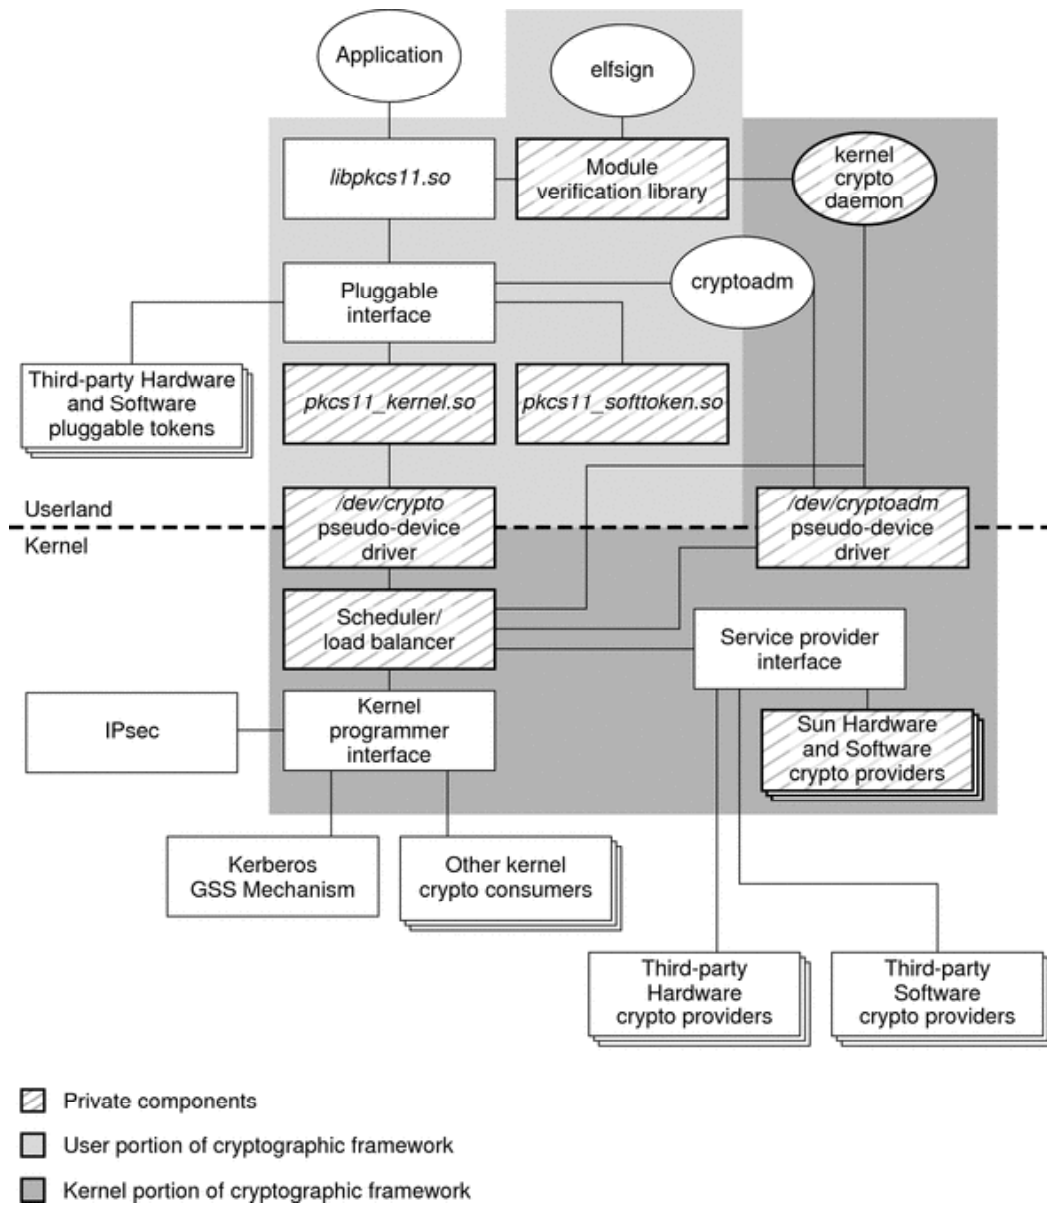 Application
elfsign
libpkcs11.so
Module
verification library
kernel
crypto
daemon
cryptoadm
Pluggable
interface
Third-party Hardware
and Software
pluggable tokens
pkcs11_kernel.so
pkcs11_softtoken.so
Userland
Kernel
/dev/crypto
pseudo-device
driver
/dev/cryptoadm
pseudo-device
driver
Scheduler/
load balancer
Service provider
interface
IPsec
Kernel
programmer
interface
Sun Hardware
and Software
crypto providers
Kerberos
GSS Mechanism
Other kernel
crypto consumers
Third-party
Hardware
crypto providers
Third-party
Software
crypto providers
Private components
User portion of cryptographic framework
Kernel portion of cryptographic framework